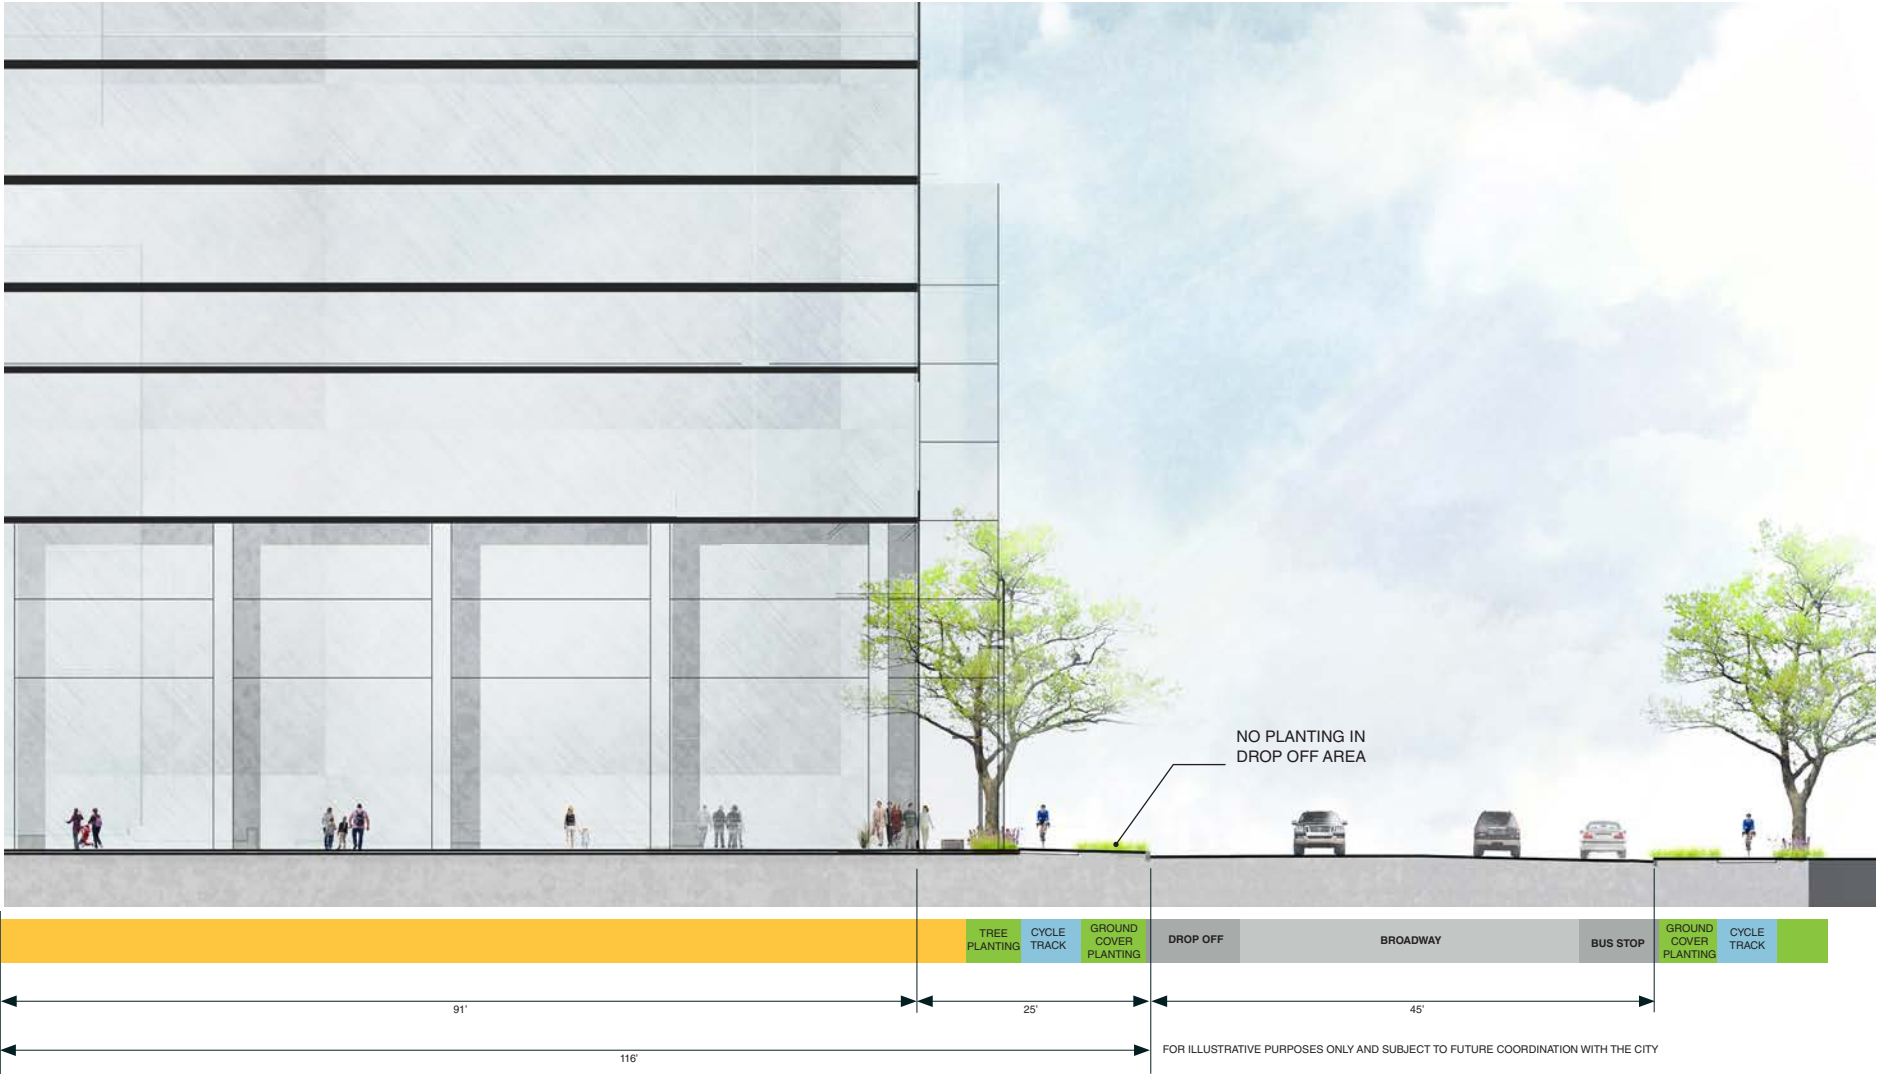 NO PLANTING IN
DROP OFF AREA
TREE
PLANTING
CYCLE
TRACK
GROUND
COVER
PLANTING
DROP OFF
BROADWAY
BUS STOP
GROUND
COVER
PLANTING
CYCLE
TRACK
91'
25'
45'
116'
FOR ILLUSTRATIVE PURPOSES ONLY AND SUBJECT TO FUTURE COORDINATION WITH THE CITY